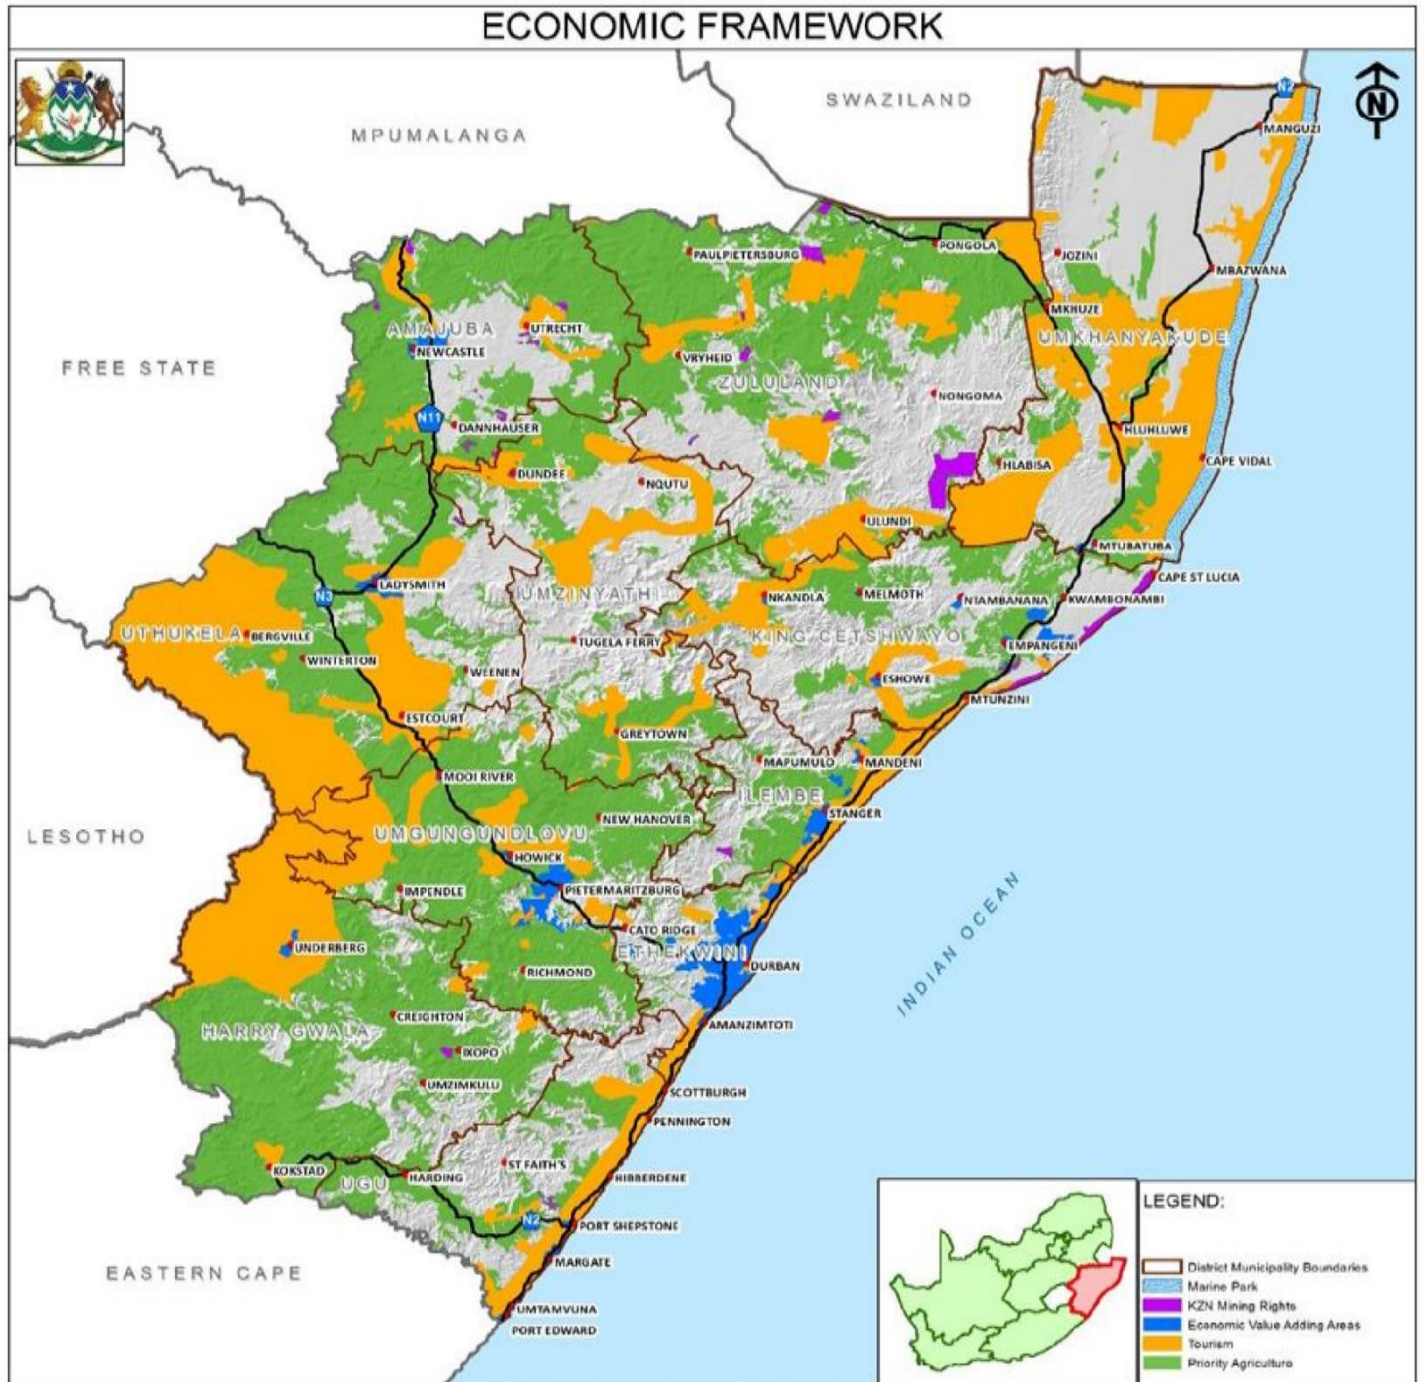 ECONOMIC FRAMEWORK
SWAZILAND
MPUMALANGA
N
N2
MANGUZI
PAULPIETERSBURG
PONGOLA
JOZINI
MBAZWANA
MKHUZE
AMAJUBA
UTRECHT
UMKHANYAKUDE
NEWCASTLE
VRYHEID
FREE STATE
ZULULAND
NONGOMA
N11
DANNHAUSER
HLUHLUWE
HLABISA
CAPE VIDAL
DUNDEE
NQUTU
ULUNDI
MTUBATUBA
CAPE ST LUCIA
LADYSMITH
N3
UMZINYATHI
NKANDLA
MELMOTH
NTAMBANANA
KWAMBONAMBI
UTHUKELA
BERGVILLE
TUGELA FERRY
KING CETSHWAYO
EMPANGENI
WINTERTON
WEENEN
ESHOWE
MTUNZINI
ESTCOURT
GREYTOWN
MAPUMULO
MANDENI
MOOI RIVER
ILEMBE
STANGER
LESOTHO
UMGUNGUNDLOVU
NEW HANOVER
HOWICK
IMPENDLE
PIETERMARITZBURG
CATO RIDGE
UNDERBERG
ETHEKWINI
DURBAN
RICHMOND
INDIAN OCEAN
CREIGHTON
AMANZIMTOTI
HARRY GWALA
IXOPO
UMZIMKULU
SCOTTBURGH
PENNINGTON
KOKSTAD
ST FAITH'S
HARDING
HIBBERDENE
UGU
N2
PORT SHEPSTONE
EASTERN CAPE
MARGATE
UMTAMVUNA
PORT EDWARD
LEGEND:
District Municipality Boundaries
Marine Park
KZN Mining Rights
Economic Value Adding Areas
Tourism
Priority Agriculture